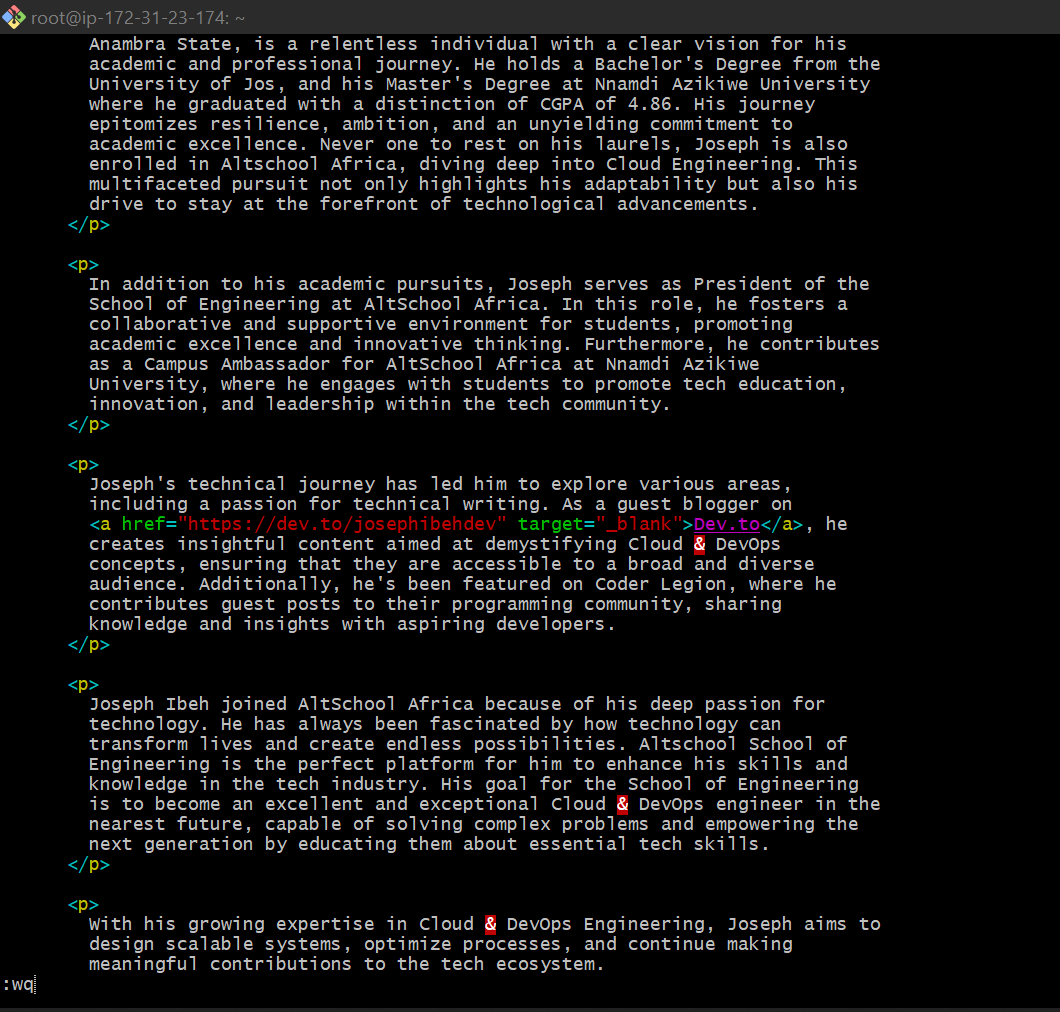 root@ip-172-31-23-174: ~
Anambra State, is a relentless individual with a clear vision for his
academic and professional journey. He holds a Bachelor's Degree from the
University of Jos, and his Master's Degree at Nnamdi Azikiwe University
where he graduated with a distinction of CGPA of 4.86. His journey
epitomizes resilience, ambition, and an unyielding commitment to
academic excellence. Never one to rest on his laurels, Joseph is also
enrolled in Altschool Africa, diving deep into Cloud Engineering. This
multifaceted pursuit not only highlights his adaptability but also his
drive to stay at the forefront of technological advancements.
</p>
<p>
In addition to his academic pursuits, Joseph serves as President of the
School of Engineering at AltSchool Africa. In this role, he fosters a
collaborative and supportive environment for students, promoting
academic excellence and innovative thinking. Furthermore, he contributes
as a Campus Ambassador for AltSchool Africa at Nnamdi Azikiwe
University, where he engages with students to promote tech education,
innovation, and leadership within the tech community.
</p>
<p>
Joseph's technical journey has led him to explore various areas,
including a passion for technical writing. As a guest blogger on
<a href="https://dev.to/josephibehdev" target="_blank">Dev.to</a>, he
creates insightful content aimed at demystifying Cloud & DevOps
concepts, ensuring that they are accessible to a broad and diverse
audience. Additionally, he's been featured on Coder Legion, where he
contributes guest posts to their programming community, sharing
knowledge and insights with aspiring developers.
</p>
<p>
Joseph Ibeh joined AltSchool Africa because of his deep passion for
technology. He has always been fascinated by how technology can
transform lives and create endless possibilities. Altschool School of
Engineering is the perfect platform for him to enhance his skills and
knowledge in the tech industry. His goal for the School of Engineering
is to become an excellent and exceptional Cloud & DevOps engineer in the
nearest future, capable of solving complex problems and empowering the
next generation by educating them about essential tech skills.
</p>
<p>
With his growing expertise in Cloud & DevOps Engineering, Joseph aims to
design scalable systems, optimize processes, and continue making
meaningful contributions to the tech ecosystem.
:wq